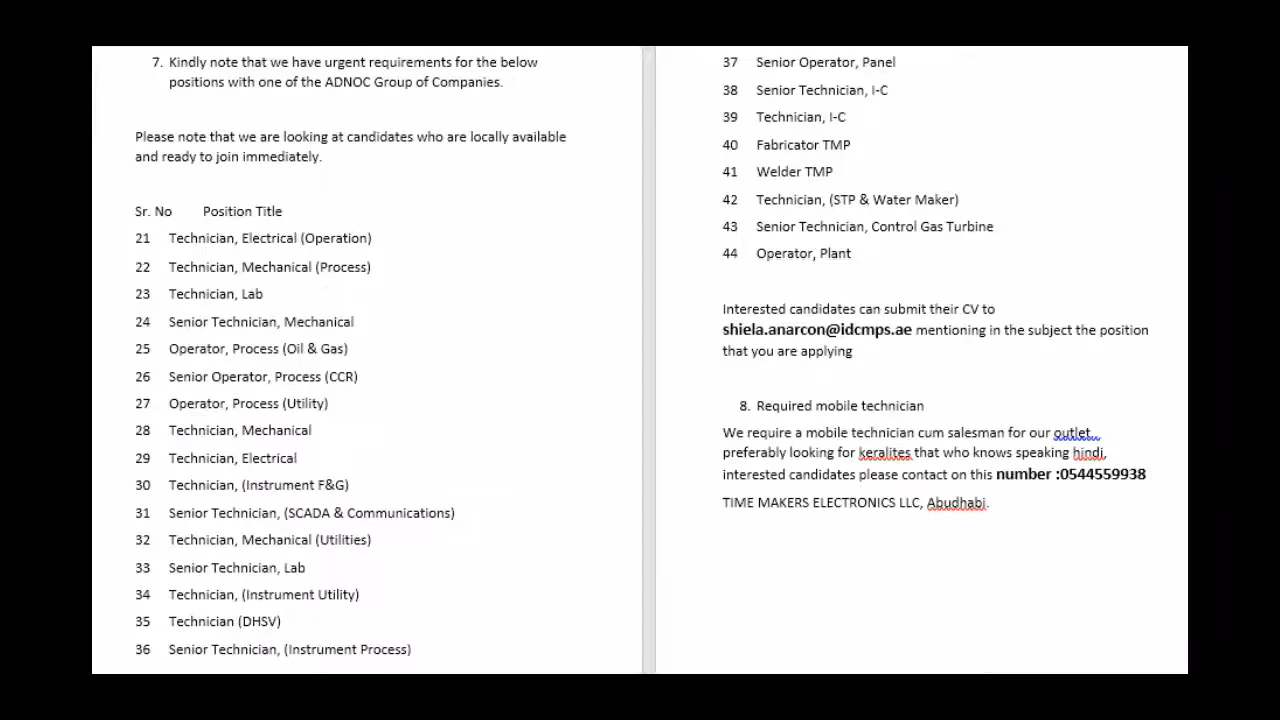 7. Kindly note that we have urgent requirements for the below
positions with one of the ADNOC Group of Companies.
Please note that we are looking at candidates who are locally available
and ready to join immediately.
Sr. No Position Title
21 Technician, Electrical (Operation)
22 Technician, Mechanical (Process)
23 Technician, Lab
24 Senior Technician, Mechanical
25 Operator, Process (Oil & Gas)
26 Senior Operator, Process (CCR)
27 Operator, Process (Utility)
28 Technician, Mechanical
29 Technician, Electrical
30 Technician, (Instrument F&G)
31 Senior Technician, (SCADA & Communications)
32 Technician, Mechanical (Utilities)
33 Senior Technician, Lab
34 Technician, (Instrument Utility)
35 Technician (DHSV)
36 Senior Technician, (Instrument Process)
37 Senior Operator, Panel
38 Senior Technician, I-C
39 Technician, I-C
40 Fabricator TMP
41 Welder TMP
42 Technician, (STP & Water Maker)
43 Senior Technician, Control Gas Turbine
44 Operator, Plant
Interested candidates can submit their CV to
shiela.anarcon@idcmps.ae mentioning in the subject the position
that you are applying
8. Required mobile technician
We require a mobile technician cum salesman for our outlet..
preferably looking for keralites that who knows speaking hindi,
interested candidates please contact on this number :0544559938
TIME MAKERS ELECTRONICS LLC, Abudhabi.